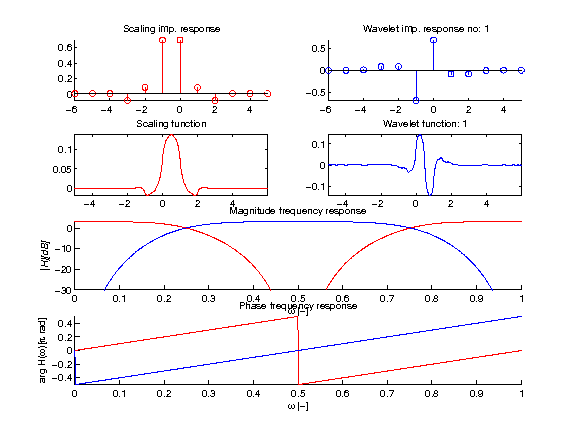 Scaling imp. response
Wavelet imp. response no: 1
0.6
0.4
0.2
0
-6 -4 -2 0 2 4
0.5
0
-0.5
-6 -4 -2 0 2 4
Scaling function
Wavelet function: 1
0.1
0.05
0
-4 -2 0 2 4
0.1
0
-0.1
-4 -2 0 2 4
Magnitude frequency response
|H|[dB]
0
-10
-20
-30
0 0.1 0.2 0.3 0.4 0.5 0.6 0.7 0.8 0.9 1
ω [-]
Phase frequency response
arg H(ω)[π rad]
0.4
0.2
0
-0.2
-0.4
0 0.1 0.2 0.3 0.4 0.5 0.6 0.7 0.8 0.9 1
ω [-]